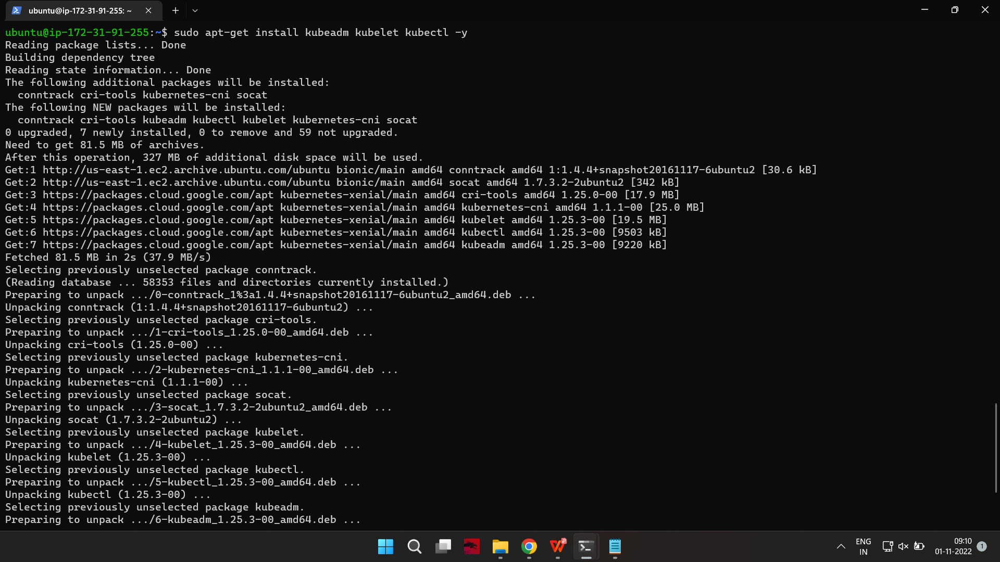 ubuntu@ip-172-31-91-255: ~
ubuntu@ip-172-31-91-255:~$ sudo apt-get install kubeadm kubelet kubectl -y
Reading package lists... Done
Building dependency tree
Reading state information... Done
The following additional packages will be installed:
  conntrack cri-tools kubernetes-cni socat
The following NEW packages will be installed:
  conntrack cri-tools kubeadm kubectl kubelet kubernetes-cni socat
0 upgraded, 7 newly installed, 0 to remove and 59 not upgraded.
Need to get 81.5 MB of archives.
After this operation, 327 MB of additional disk space will be used.
Get:1 http://us-east-1.ec2.archive.ubuntu.com/ubuntu bionic/main amd64 conntrack amd64 1:1.4.4+snapshot20161117-6ubuntu2 [30.6 kB]
Get:2 http://us-east-1.ec2.archive.ubuntu.com/ubuntu bionic/main amd64 socat amd64 1.7.3.2-2ubuntu2 [342 kB]
Get:3 https://packages.cloud.google.com/apt kubernetes-xenial/main amd64 cri-tools amd64 1.25.0-00 [17.9 MB]
Get:4 https://packages.cloud.google.com/apt kubernetes-xenial/main amd64 kubernetes-cni amd64 1.1.1-00 [25.0 MB]
Get:5 https://packages.cloud.google.com/apt kubernetes-xenial/main amd64 kubelet amd64 1.25.3-00 [19.5 MB]
Get:6 https://packages.cloud.google.com/apt kubernetes-xenial/main amd64 kubectl amd64 1.25.3-00 [9503 kB]
Get:7 https://packages.cloud.google.com/apt kubernetes-xenial/main amd64 kubeadm amd64 1.25.3-00 [9220 kB]
Fetched 81.5 MB in 2s (37.9 MB/s)
Selecting previously unselected package conntrack.
(Reading database ... 58353 files and directories currently installed.)
Preparing to unpack .../0-conntrack_1%3a1.4.4+snapshot20161117-6ubuntu2_amd64.deb ...
Unpacking conntrack (1:1.4.4+snapshot20161117-6ubuntu2) ...
Selecting previously unselected package cri-tools.
Preparing to unpack .../1-cri-tools_1.25.0-00_amd64.deb ...
Unpacking cri-tools (1.25.0-00) ...
Selecting previously unselected package kubernetes-cni.
Preparing to unpack .../2-kubernetes-cni_1.1.1-00_amd64.deb ...
Unpacking kubernetes-cni (1.1.1-00) ...
Selecting previously unselected package socat.
Preparing to unpack .../3-socat_1.7.3.2-2ubuntu2_amd64.deb ...
Unpacking socat (1.7.3.2-2ubuntu2) ...
Selecting previously unselected package kubelet.
Preparing to unpack .../4-kubelet_1.25.3-00_amd64.deb ...
Unpacking kubelet (1.25.3-00) ...
Selecting previously unselected package kubectl.
Preparing to unpack .../5-kubectl_1.25.3-00_amd64.deb ...
Unpacking kubectl (1.25.3-00) ...
Selecting previously unselected package kubeadm.
Preparing to unpack .../6-kubeadm_1.25.3-00_amd64.deb ...
ENG
IN
09:10
01-11-2022
1